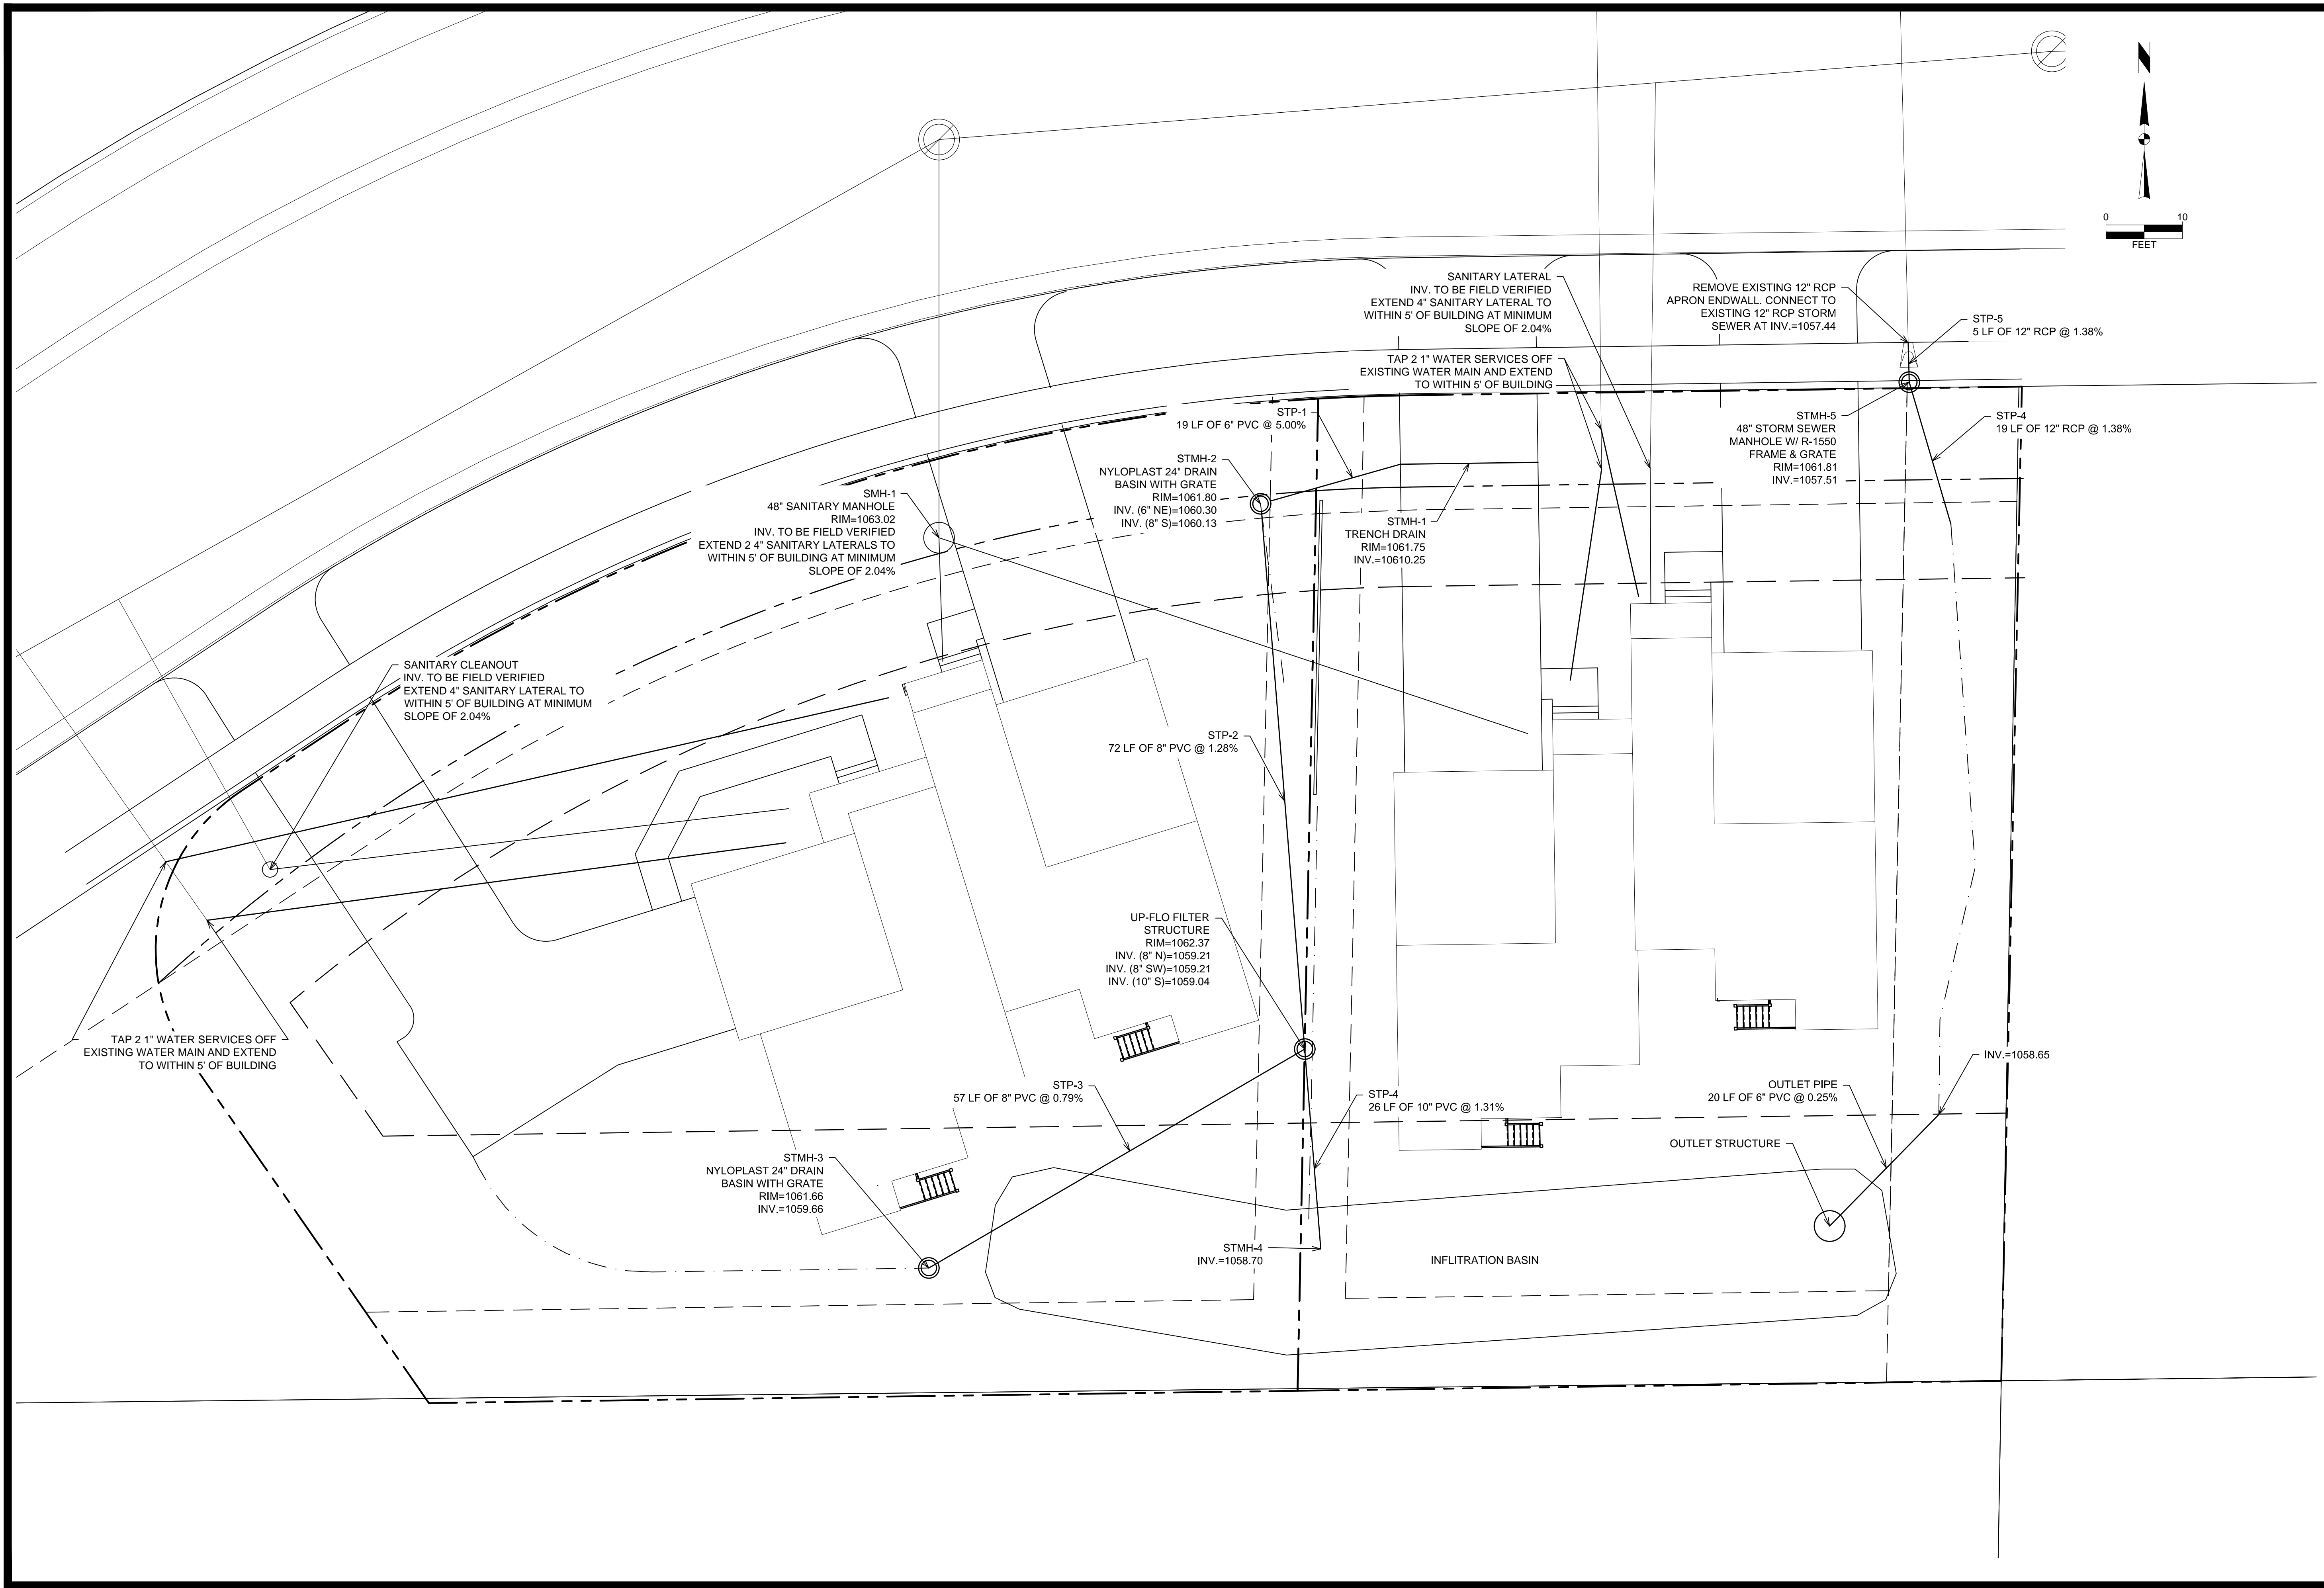 N
0 10
FEET
SANITARY LATERAL
INV. TO BE FIELD VERIFIED
EXTEND 4" SANITARY LATERAL TO
WITHIN 5' OF BUILDING AT MINIMUM
SLOPE OF 2.04%
REMOVE EXISTING 12" RCP
APRON ENDWALL. CONNECT TO
EXISTING 12" RCP STORM
SEWER AT INV.=1057.44
STP-5
5 LF OF 12" RCP @ 1.38%
TAP 2 1" WATER SERVICES OFF
EXISTING WATER MAIN AND EXTEND
TO WITHIN 5' OF BUILDING
STP-1
19 LF OF 6" PVC @ 5.00%
STMH-5
48" STORM SEWER
MANHOLE W/ R-1550
FRAME & GRATE
RIM=1061.81
INV.=1057.51
STP-4
19 LF OF 12" RCP @ 1.38%
STMH-2
NYLOPLAST 24" DRAIN
BASIN WITH GRATE
RIM=1061.80
INV. (6" NE)=1060.30
INV. (8" S)=1060.13
SMH-1
48" SANITARY MANHOLE
RIM=1063.02
INV. TO BE FIELD VERIFIED
EXTEND 2 4" SANITARY LATERALS TO
WITHIN 5' OF BUILDING AT MINIMUM
SLOPE OF 2.04%
STMH-1
TRENCH DRAIN
RIM=1061.75
INV.=10610.25
SANITARY CLEANOUT
INV. TO BE FIELD VERIFIED
EXTEND 4" SANITARY LATERAL TO
WITHIN 5' OF BUILDING AT MINIMUM
SLOPE OF 2.04%
STP-2
72 LF OF 8" PVC @ 1.28%
UP-FLO FILTER
STRUCTURE
RIM=1062.37
INV. (8" N)=1059.21
INV. (8" SW)=1059.21
INV. (10" S)=1059.04
TAP 2 1" WATER SERVICES OFF
EXISTING WATER MAIN AND EXTEND
TO WITHIN 5' OF BUILDING
INV.=1058.65
STP-3
57 LF OF 8" PVC @ 0.79%
STP-4
26 LF OF 10" PVC @ 1.31%
OUTLET PIPE
20 LF OF 6" PVC @ 0.25%
OUTLET STRUCTURE
STMH-3
NYLOPLAST 24" DRAIN
BASIN WITH GRATE
RIM=1061.66
INV.=1059.66
STMH-4
INV.=1058.70
INFLITRATION BASIN